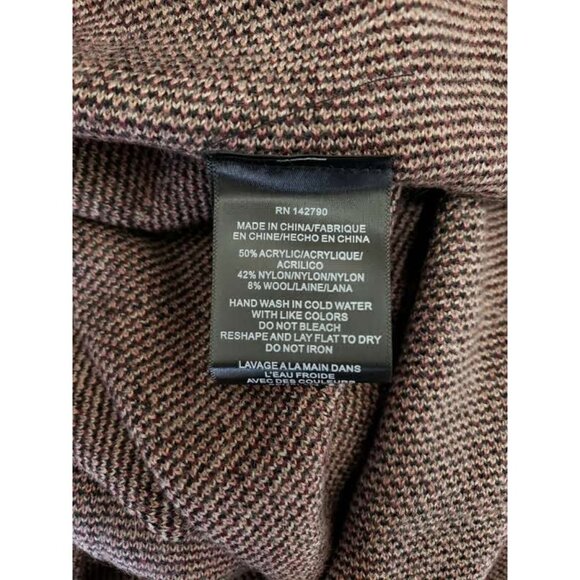 RN 142790
MADE IN CHINA/FABRIQUE
EN CHINE/HECHO EN CHINA
50% ACRYLIC/ACRYLIQUE/
ACRILICO
42% NYLON/NYLON/NYLON
8% WOOL/LAINE/LANA
HAND WASH IN COLD WATER
WITH LIKE COLORS
DO NOT BLEACH
RESHAPE AND LAY FLAT TO DRY
DO NOT IRON
LAVAGE A LA MAIN DANS
L'EAU FROIDE
AVEC DES COULEURS